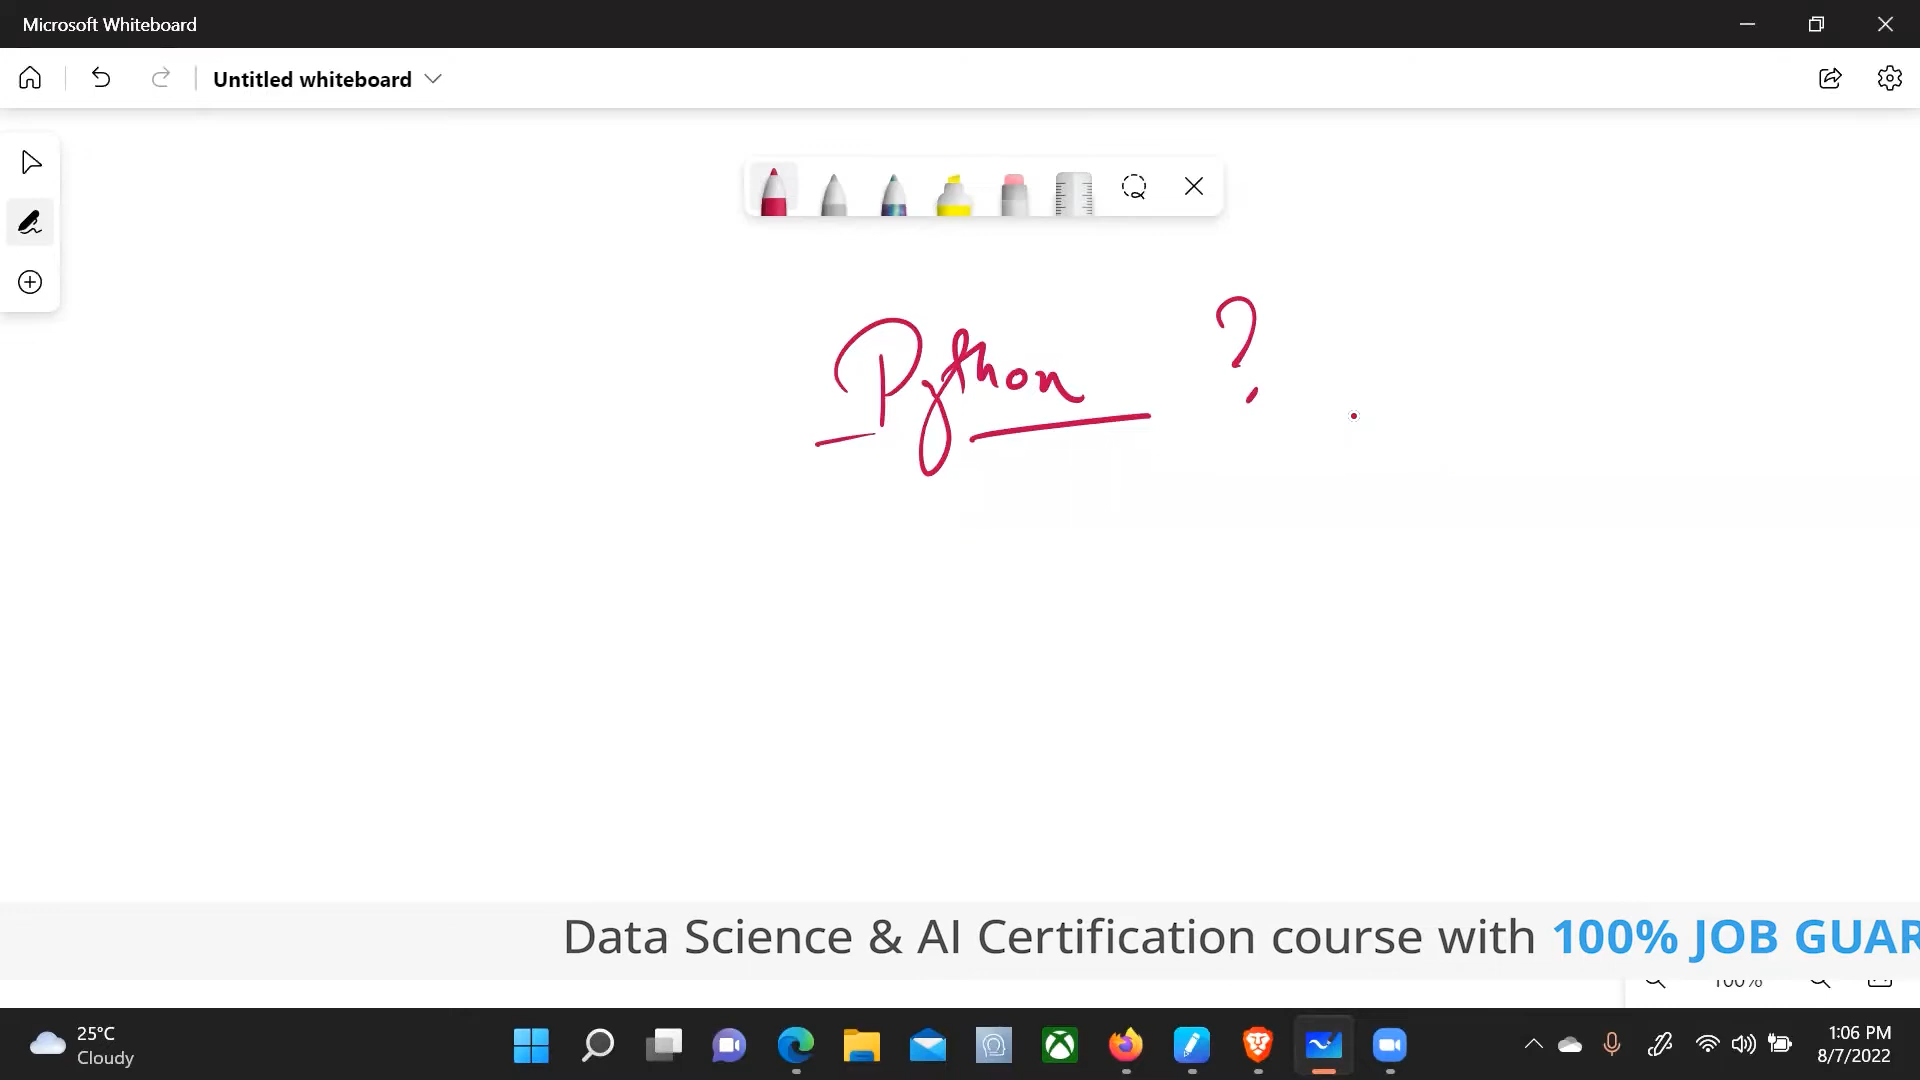 Microsoft Whiteboard
Untitled whiteboard
Python ?
Data Science & AI Certification course with 100% JOB GUAR
100%
25°C
Cloudy
1:06 PM
8/7/2022